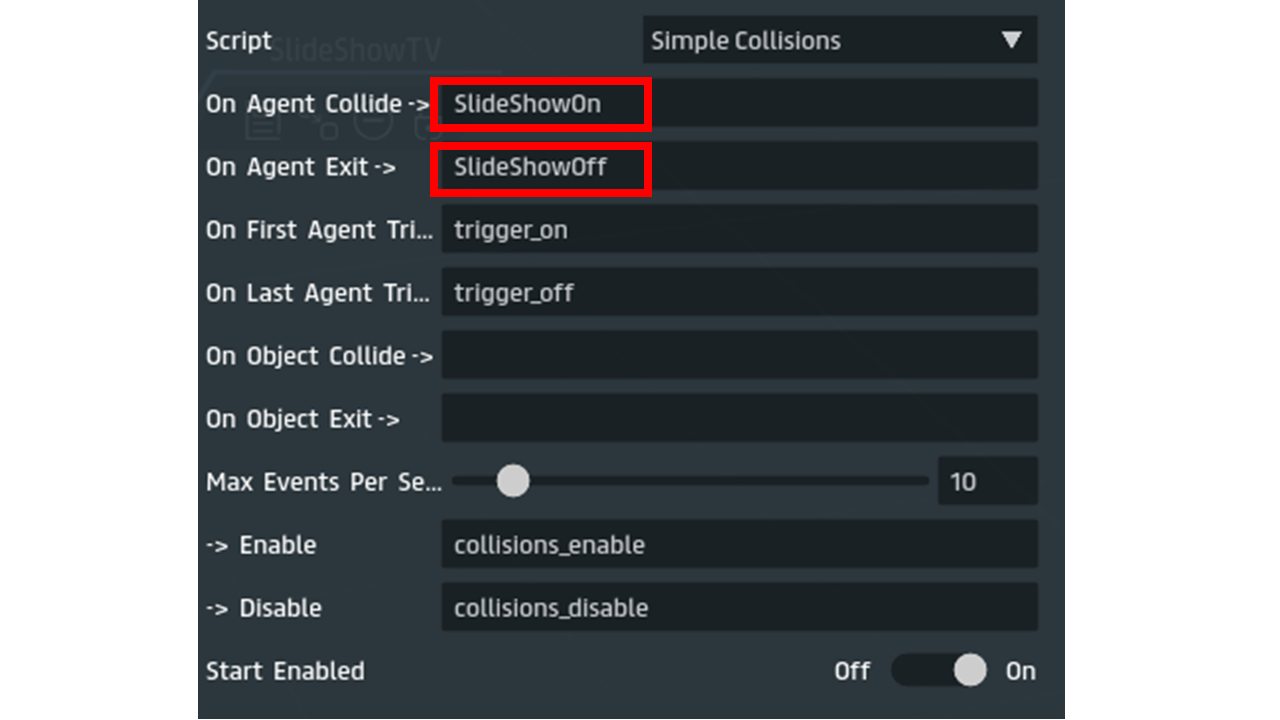 Script Simple Collisions
SlideShowTV
On Agent Collide -> SlideShowOn
On Agent Exit -> SlideShowOff
On First Agent Tri... trigger_on
On Last Agent Tri... trigger_off
On Object Collide ->
On Object Exit ->
Max Events Per Se... 10
-> Enable collisions_enable
-> Disable collisions_disable
Start Enabled Off On